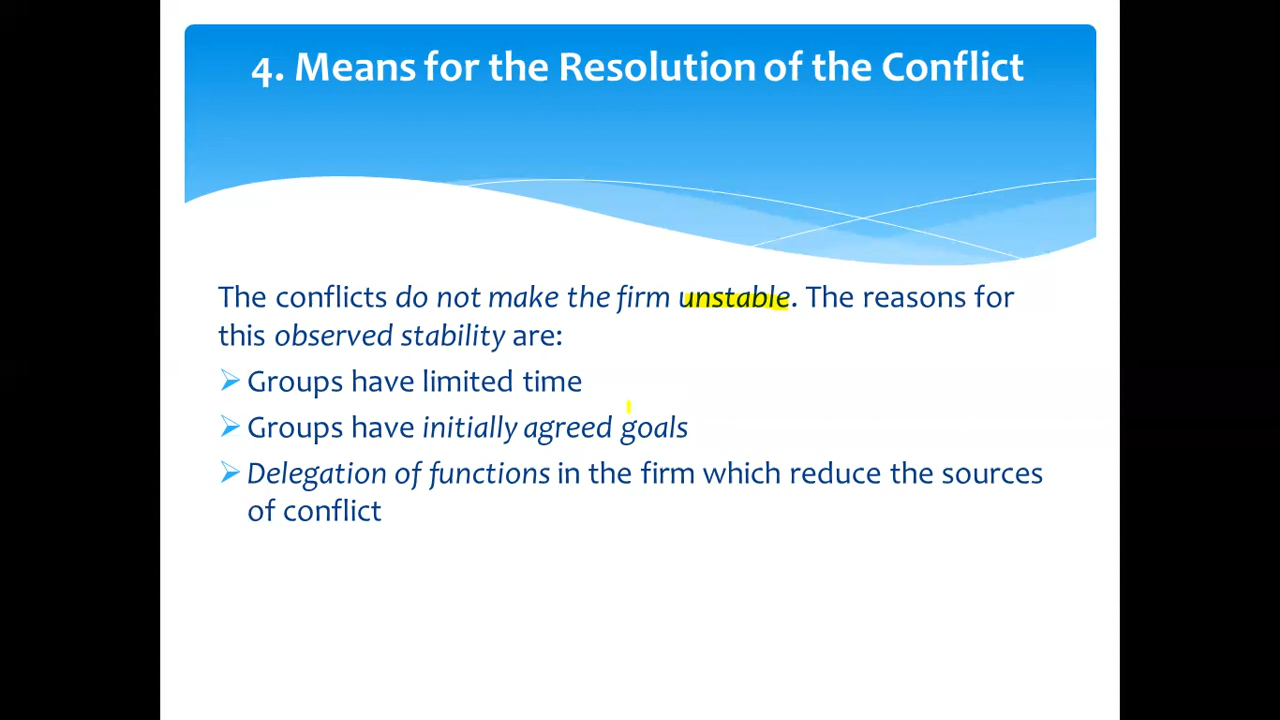 4. Means for the Resolution of the Conflict
The conflicts do not make the firm unstable. The reasons for
this observed stability are:
➢ Groups have limited time
➢ Groups have initially agreed goals
➢ Delegation of functions in the firm which reduce the sources
of conflict